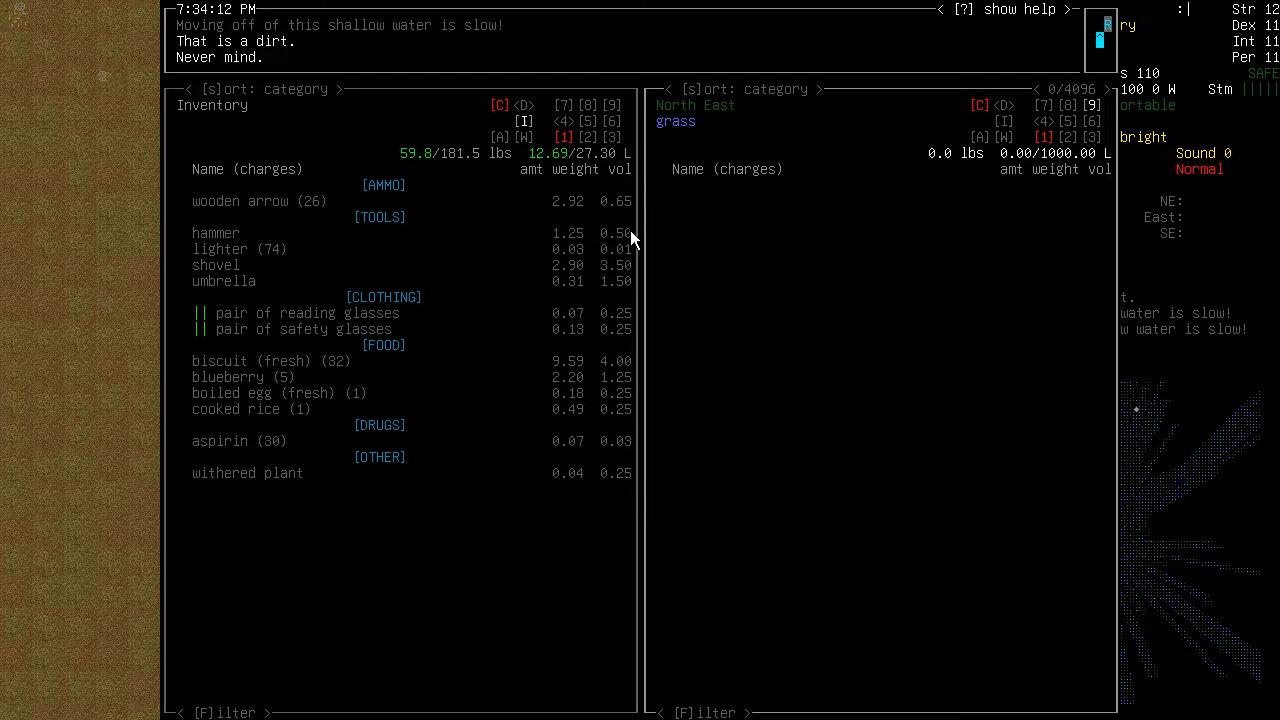 7:34:12 PM < [?] show help > :| Str 12
Moving off of this shallow water is slow! R ry Dex 11
That is a dirt. ^ Int 11
Never mind. Per 11
s 110 SAFE
< [s]ort: category > < [s]ort: category > < 0/4096 > 100 0 W Stm |||||
Inventory [C]<D> [7][8][9] North East [C]<D> [7][8][9] ortable
[I] <4>[5][6] grass [I] <4>[5][6]
[A][W] [1][2][3] [A][W] [1][2][3] bright
59.8/181.5 lbs 12.69/27.30 L 0.0 lbs 0.00/1000.00 L Sound 0
Name (charges) amt weight vol Name (charges) amt weight vol Normal
[AMMO]
wooden arrow (26) 2.92 0.65 NE:
[TOOLS] East:
hammer 1.25 0.50 SE:
lighter (74) 0.03 0.01
shovel 2.90 3.50
umbrella 0.31 1.50
[CLOTHING] t.
|| pair of reading glasses 0.07 0.25 water is slow!
|| pair of safety glasses 0.13 0.25 w water is slow!
[FOOD]
biscuit (fresh) (32) 9.59 4.00
blueberry (5) 2.20 1.25
boiled egg (fresh) (1) 0.18 0.25
cooked rice (1) 0.49 0.25
[DRUGS]
aspirin (30) 0.07 0.03
[OTHER]
withered plant 0.04 0.25
< [F]ilter > < [F]ilter >